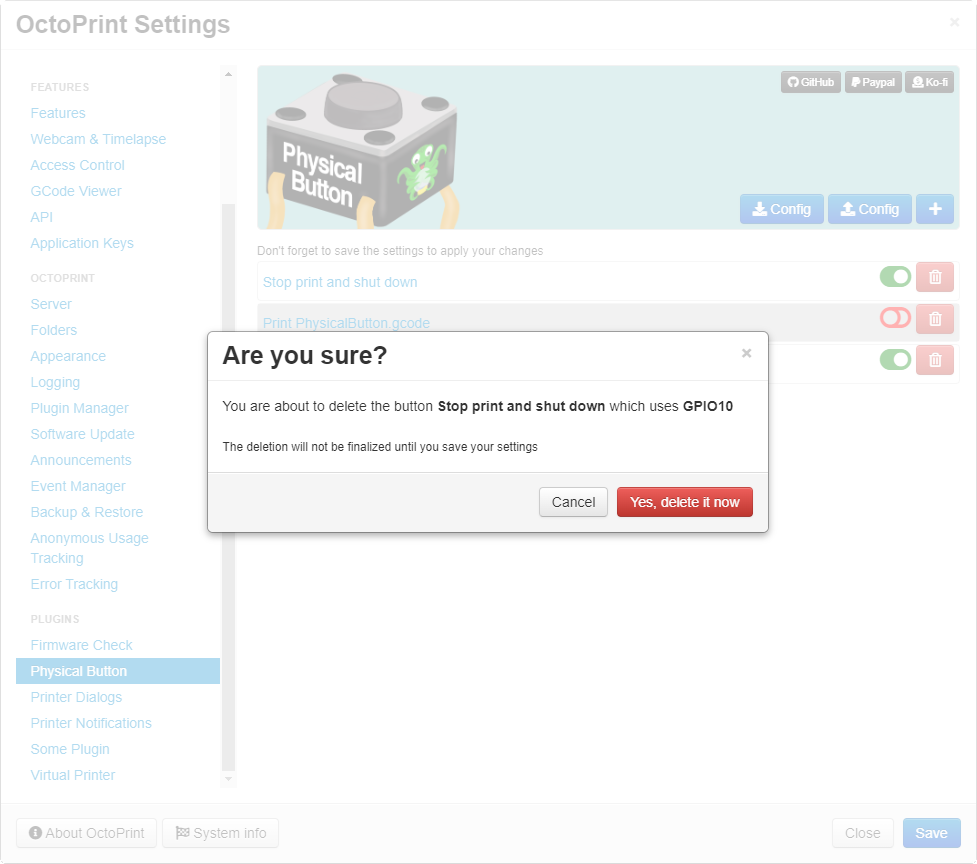 OctoPrint Settings
FEATURES
Features
Webcam & Timelapse
Access Control
GCode Viewer
API
Application Keys
OCTOPRINT
Server
Folders
Appearance
Logging
Plugin Manager
Software Update
Announcements
Event Manager
Backup & Restore
Anonymous Usage
Tracking
Error Tracking
PLUGINS
Firmware Check
Physical Button
Printer Dialogs
Printer Notifications
Some Plugin
Virtual Printer
GitHub Paypal Ko-fi
Physical
Button
Config Config
Don't forget to save the settings to apply your changes
Stop print and shut down
Print PhysicalButton.gcode
Are you sure?
You are about to delete the button Stop print and shut down which uses GPIO10
The deletion will not be finalized until you save your settings
Cancel Yes, delete it now
About OctoPrint System info Close Save